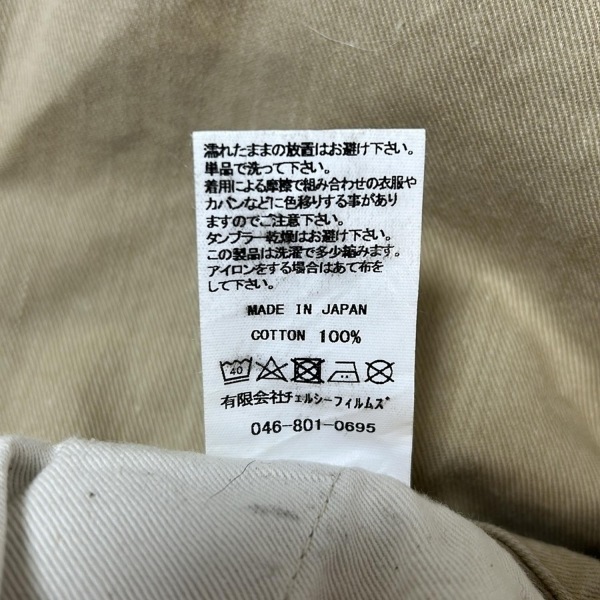 濡れたままの放置はお避け下さい。
単品で洗って下さい。
着用による摩擦で組み合わせの衣服や
カバンなどに色移りする事があり
ますのでご注意下さい。
タンブラー乾燥はお避け下さい。
この製品は洗濯で多少縮みます。
アイロンをする場合はあて布を
して下さい。
MADE IN JAPAN
COTTON 100%
40
有限会社ﾁｪﾙｼｰﾌｨﾙﾑｽﾞ
046-801-0695